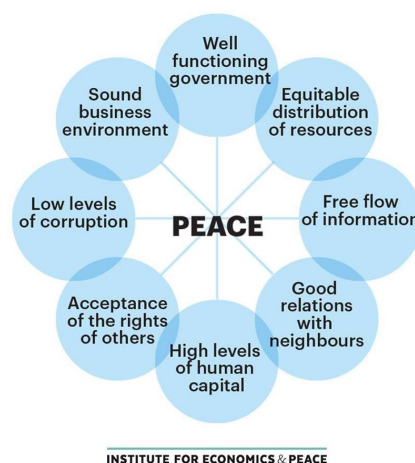 Well
functioning
government
Equitable
distribution
of resources
Free flow
of information
Good
relations
with
neighbours
High levels
of human
capital
Acceptance
of the rights
of others
Low levels
of corruption
Sound
business
environment
PEACE
INSTITUTE FOR ECONOMICS & PEACE